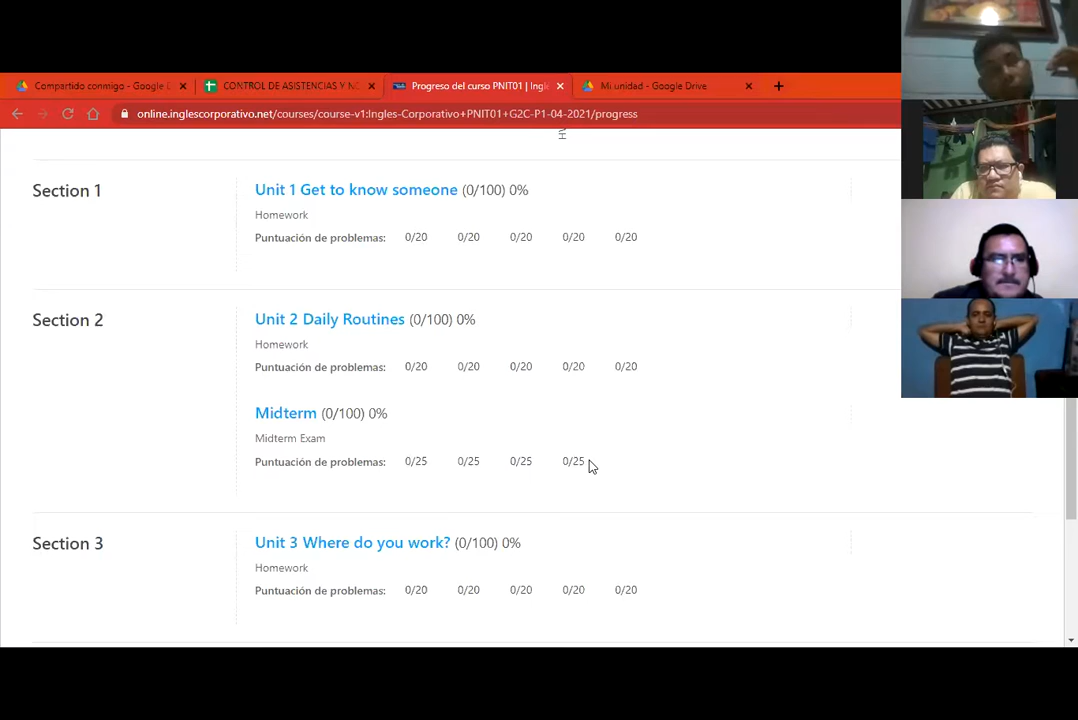 Compartido conmigo - Google D
CONTROL DE ASISTENCIAS Y NO
Progreso del curso PNIT01 | Ingl
Mi unidad - Google Drive
online.inglescorporativo.net/courses/course-v1:Ingles-Corporativo+PNIT01+G2C-P1-04-2021/progress
Section 1
Unit 1 Get to know someone (0/100) 0%
Homework
Puntuación de problemas: 0/20 0/20 0/20 0/20 0/20
Section 2
Unit 2 Daily Routines (0/100) 0%
Homework
Puntuación de problemas: 0/20 0/20 0/20 0/20 0/20
Midterm (0/100) 0%
Midterm Exam
Puntuación de problemas: 0/25 0/25 0/25 0/25
Section 3
Unit 3 Where do you work? (0/100) 0%
Homework
Puntuación de problemas: 0/20 0/20 0/20 0/20 0/20